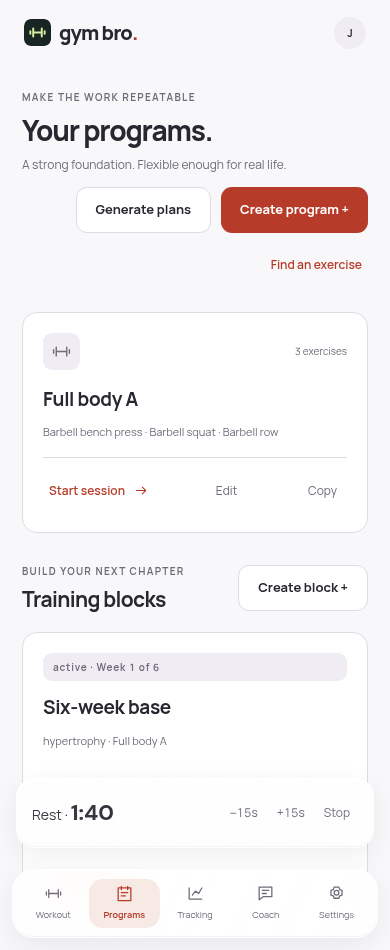 gym bro.
J
MAKE THE WORK REPEATABLE
Your programs.
A strong foundation. Flexible enough for real life.
Generate plans
Create program +
Find an exercise
3 exercises
Full body A
Barbell bench press · Barbell squat · Barbell row
Start session →
Edit
Copy
BUILD YOUR NEXT CHAPTER
Training blocks
Create block +
active · Week 1 of 6
Six-week base
hypertrophy · Full body A
Rest · 1:40
−15s
+15s
Stop
Workout
Programs
Tracking
Coach
Settings